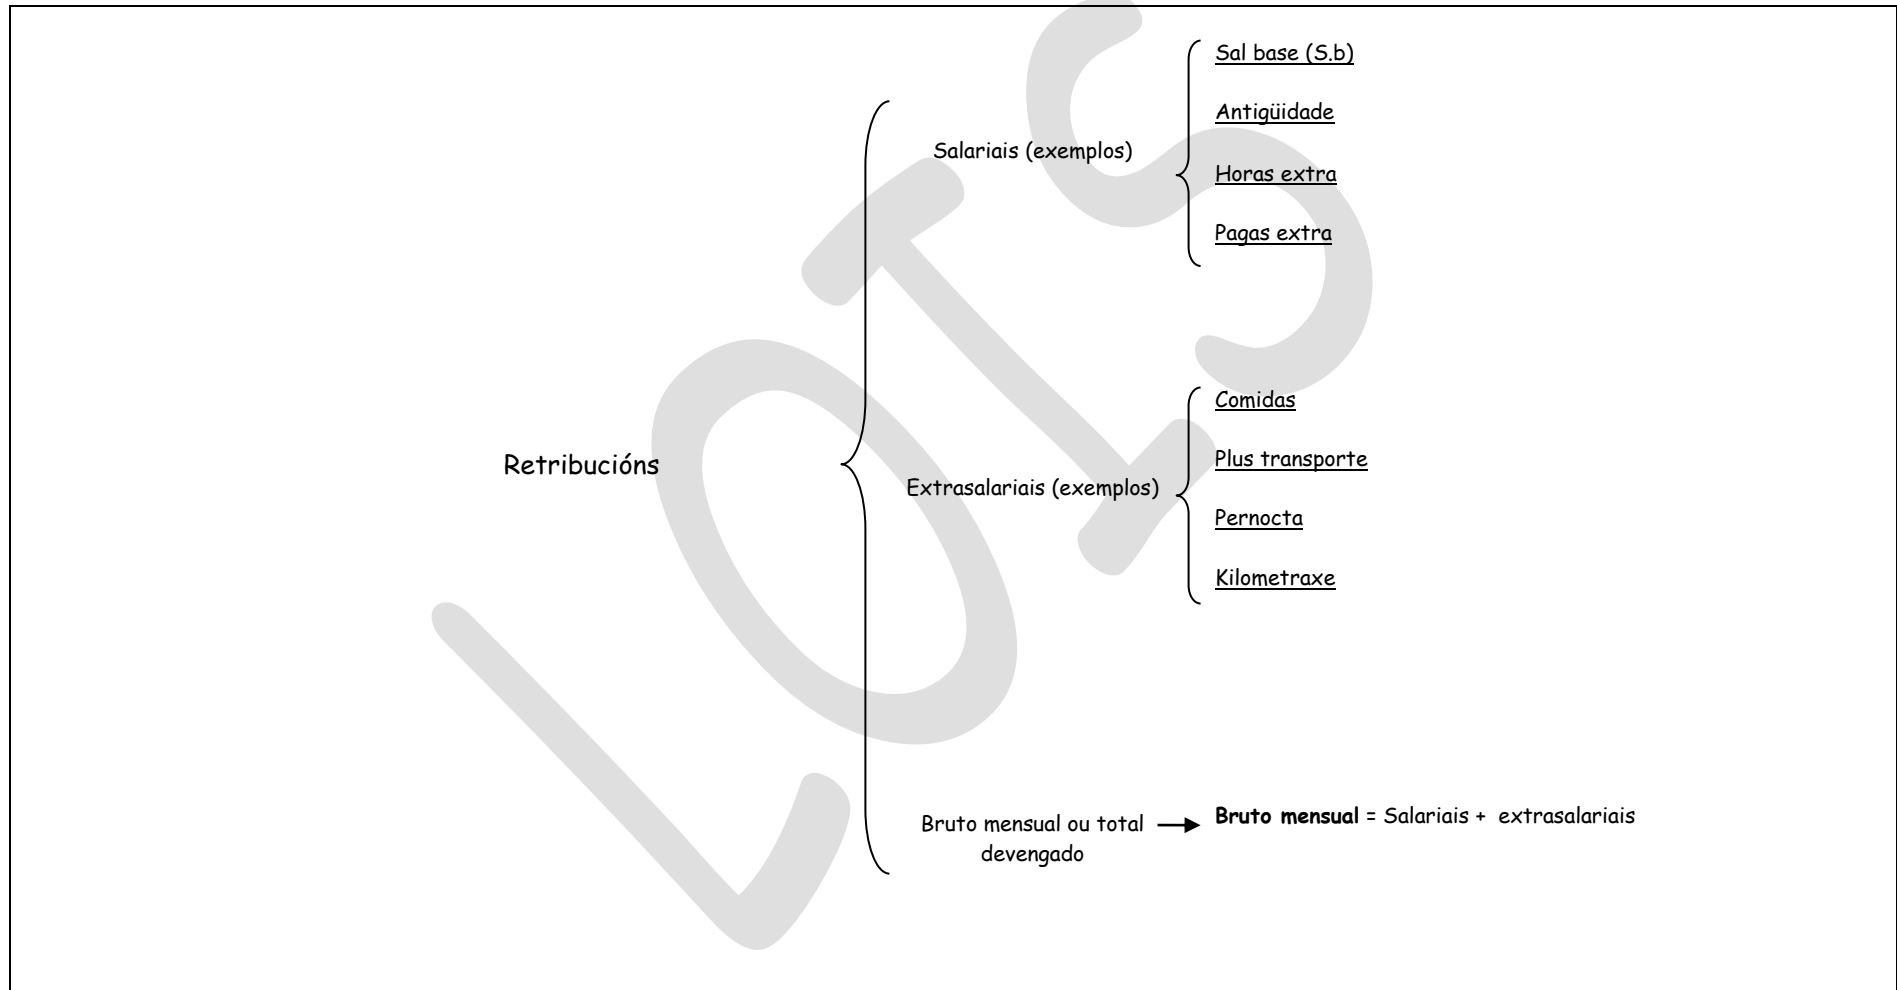 Sal base (S.b)
Antigüidade
Salariais (exemplos)
Horas extra
Pagas extra
Comidas
Plus transporte
Retribucións
Extrasalariais (exemplos)
Pernocta
Kilometraxe
Bruto mensual ou total
devengado
Bruto mensual = Salariais + extrasalariais
LOIS